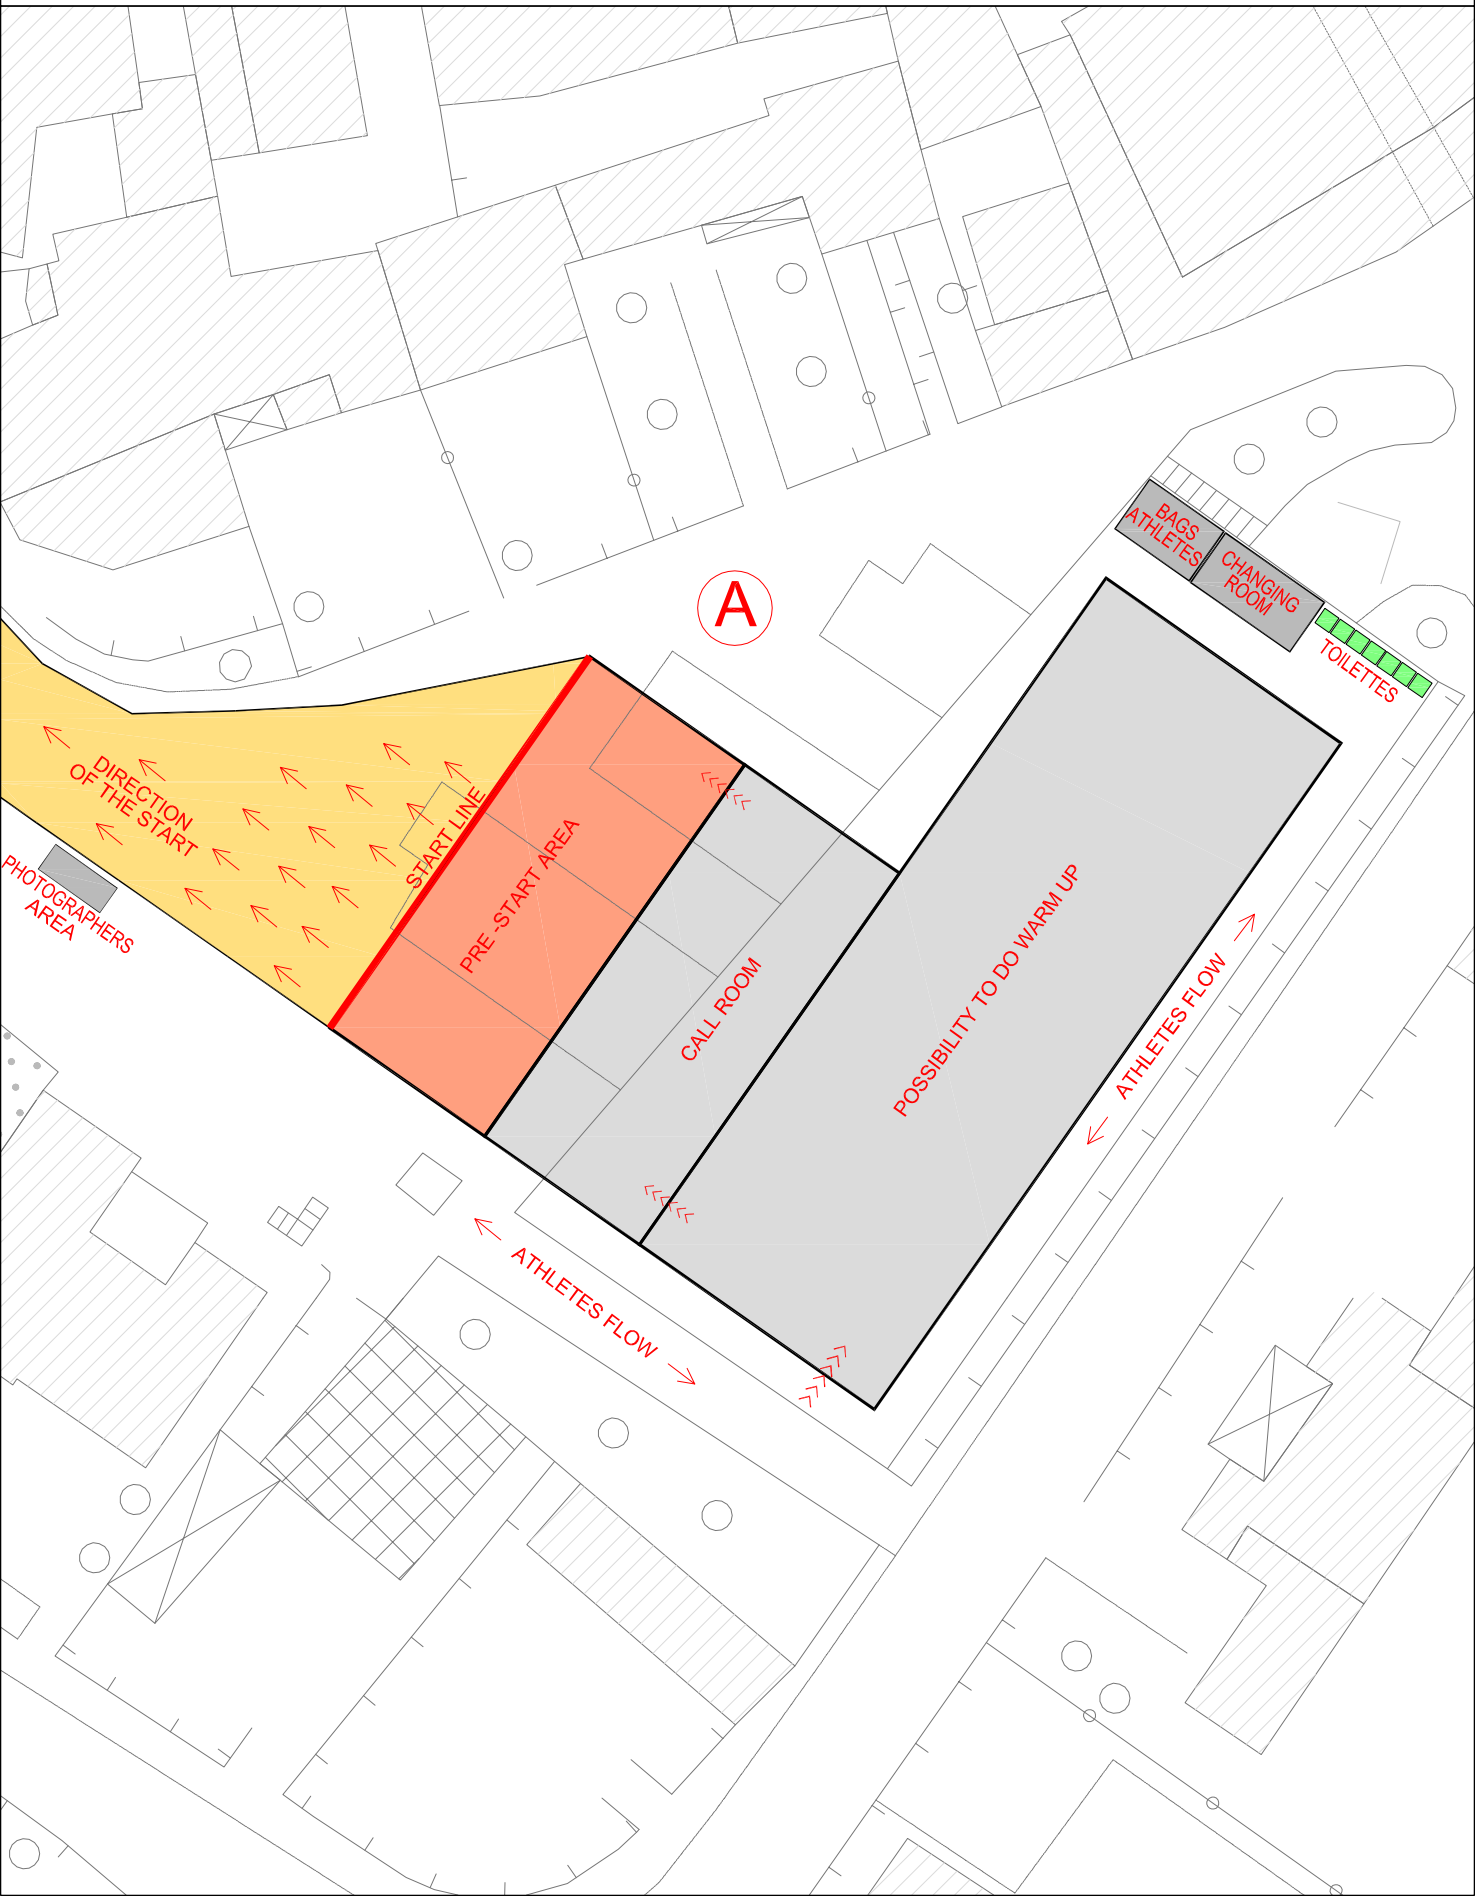 BAGS
ATHLETES
CHANGING
ROOM
TOILETTES
A
DIRECTION
OF THE START
START LINE
PRE -START AREA
PHOTOGRAPHERS
AREA
CALL ROOM
POSSIBILITY TO DO WARM UP
ATHLETES FLOW
ATHLETES FLOW